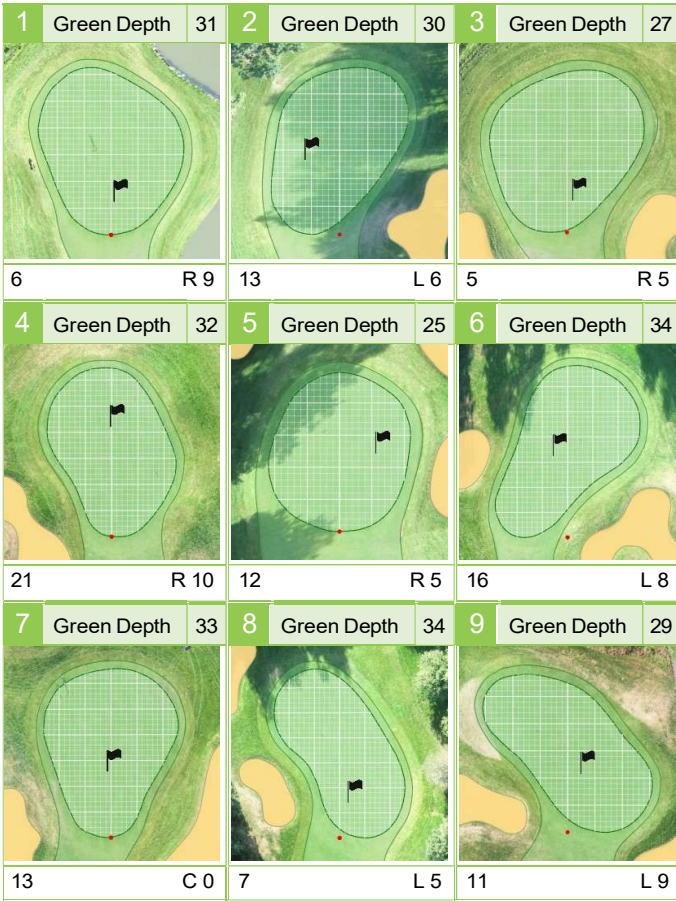 1 Green Depth 31
2 Green Depth 30
3 Green Depth 27
6 R 9
13 L 6
5 R 5
4 Green Depth 32
5 Green Depth 25
6 Green Depth 34
21 R 10
12 R 5
16 L 8
7 Green Depth 33
8 Green Depth 34
9 Green Depth 29
13 C 0
7 L 5
11 L 9